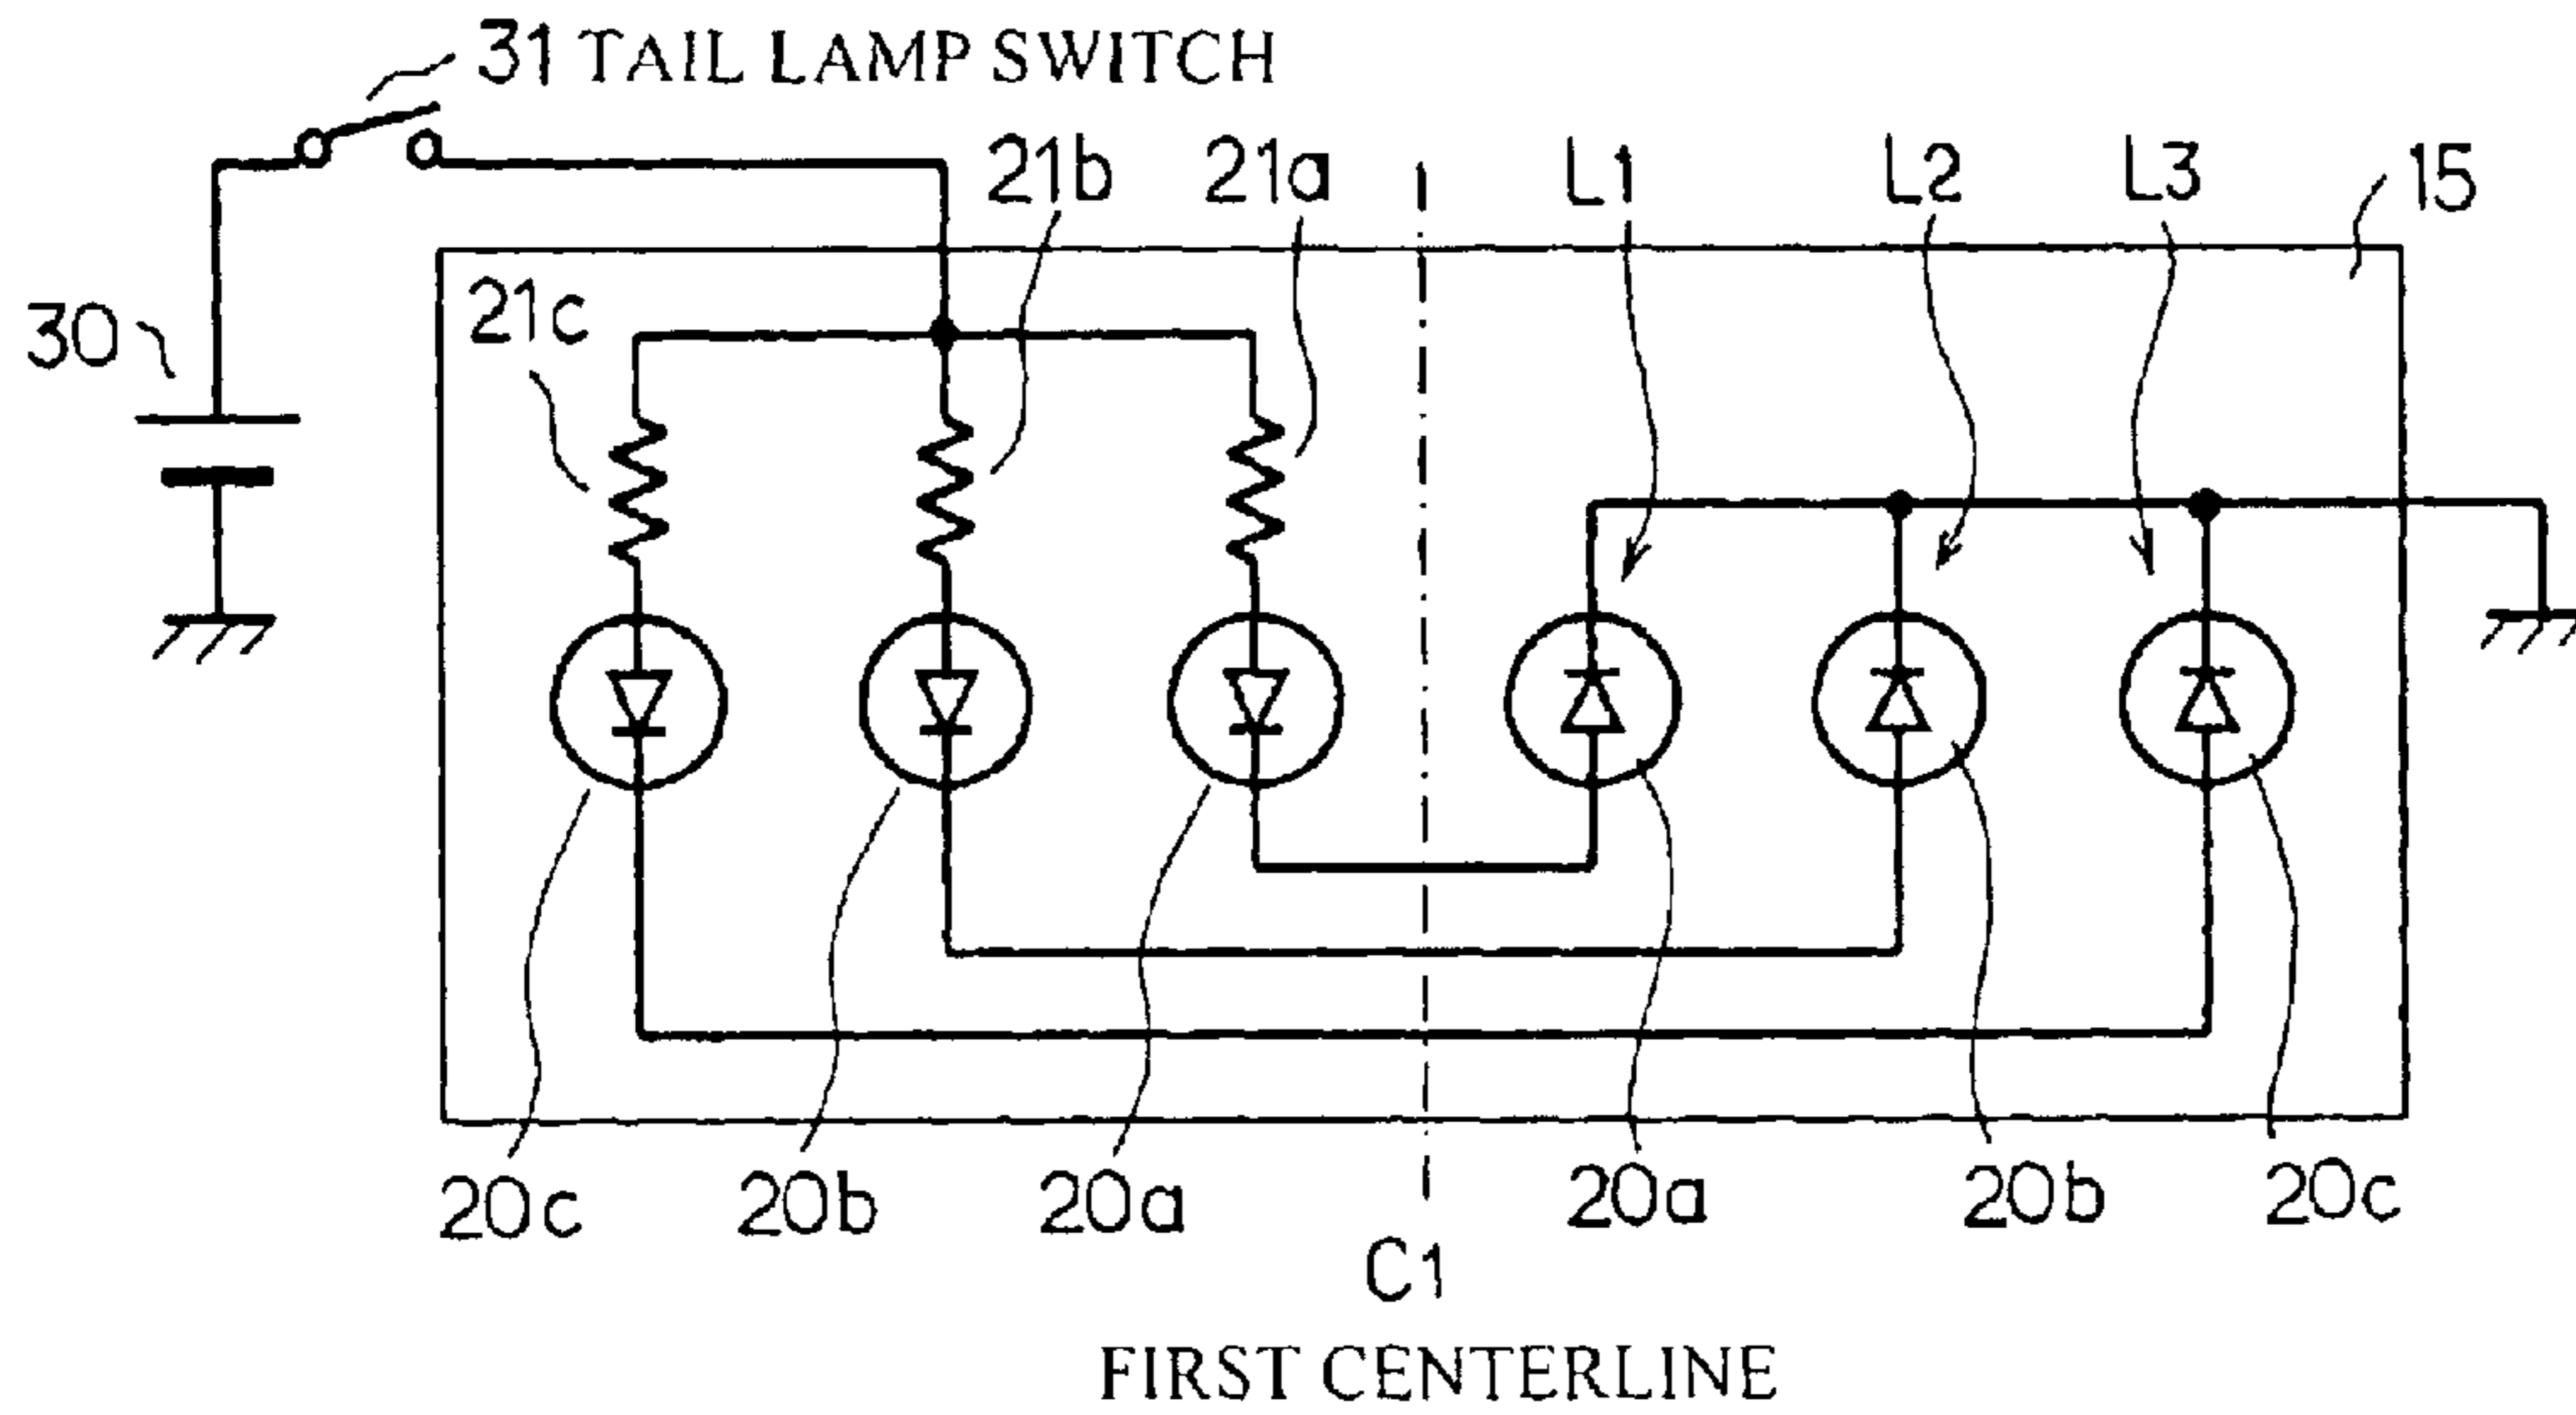 31 TAIL LAMP SWITCH
21b 21a L1 L2 L3 15
21c
30
20c 20b 20a 20a 20b 20c
C1
FIRST CENTERLINE